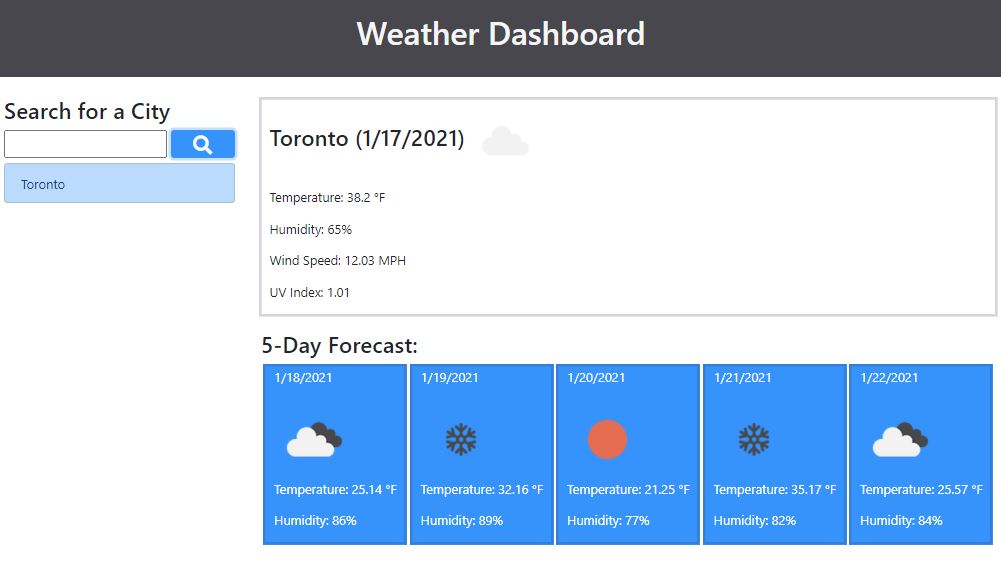 Weather Dashboard
Search for a City
Toronto
Toronto (1/17/2021)
Temperature: 38.2 °F
Humidity: 65%
Wind Speed: 12.03 MPH
UV Index: 1.01
5-Day Forecast:
1/18/2021
Temperature: 25.14 °F
Humidity: 86%
1/19/2021
Temperature: 32.16 °F
Humidity: 89%
1/20/2021
Temperature: 21.25 °F
Humidity: 77%
1/21/2021
Temperature: 35.17 °F
Humidity: 82%
1/22/2021
Temperature: 25.57 °F
Humidity: 84%